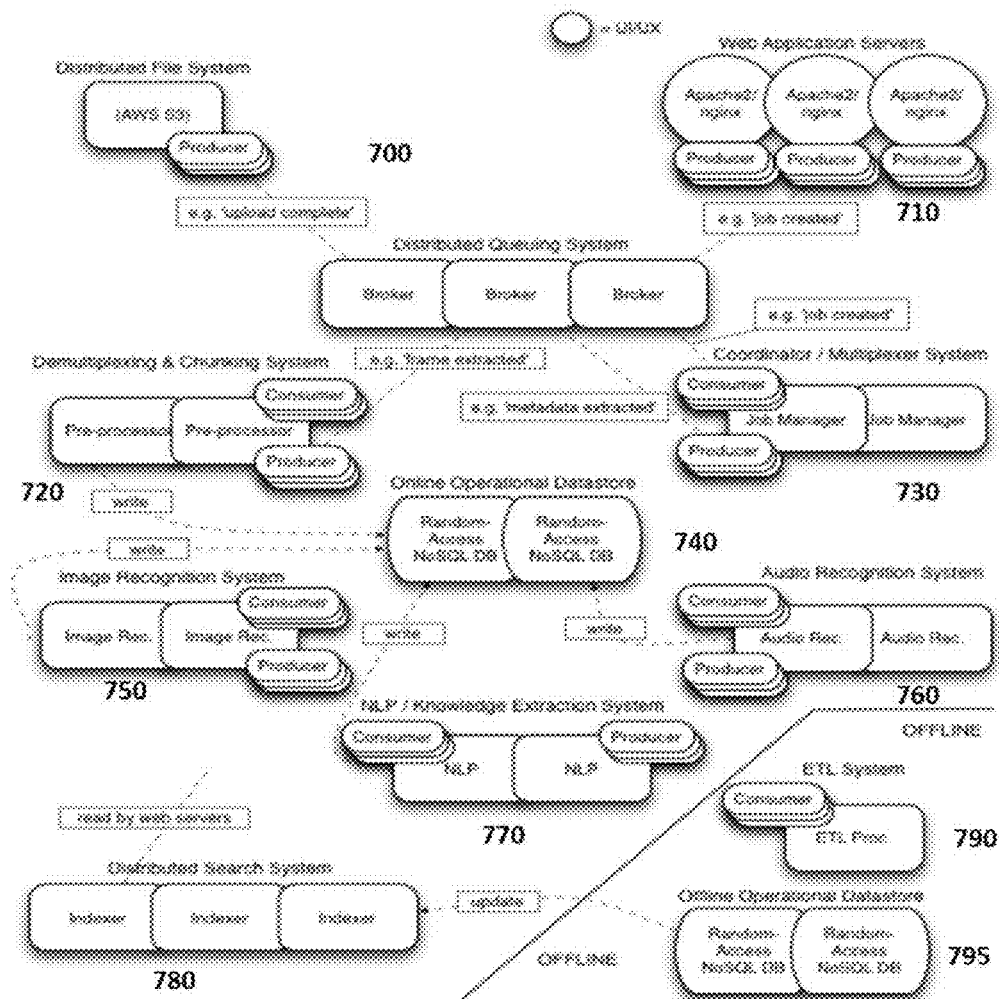 = UI/UX
Web Application Servers
Distributed File System
Apache2/
nginx
Apache2/
nginx
Apache2/
nginx
(AWS S3)
Producer
700
Producer
Producer
Producer
710
e.g. 'upload complete'
e.g. 'job created'
Distributed Queuing System
Broker
Broker
Broker
e.g. 'job created'
Demultiplexing & Chunking System
e.g. 'frame extracted'
Coordinator / Multiplexer System
Consumer
Consumer
e.g. 'metadata extracted'
Pre-processor
Pre-processor
Job Manager
Job Manager
Producer
Producer
720
730
Online Operational Datastore
write
Random-
Access
NoSQL DB
Random-
Access
NoSQL DB
740
write
Image Recognition System
Audio Recognition System
Consumer
Consumer
Image Rec.
Image Rec.
write
write
Audio Rec.
Audio Rec.
Producer
Producer
750
760
NLP / Knowledge Extraction System
OFFLINE
Consumer
Producer
NLP
NLP
ETL System
Consumer
770
ETL Proc.
790
read by web servers
Distributed Search System
Offline Operational Datastore
Indexer
Indexer
Indexer
update
Random-
Access
NoSQL DB
Random-
Access
NoSQL DB
795
OFFLINE
780